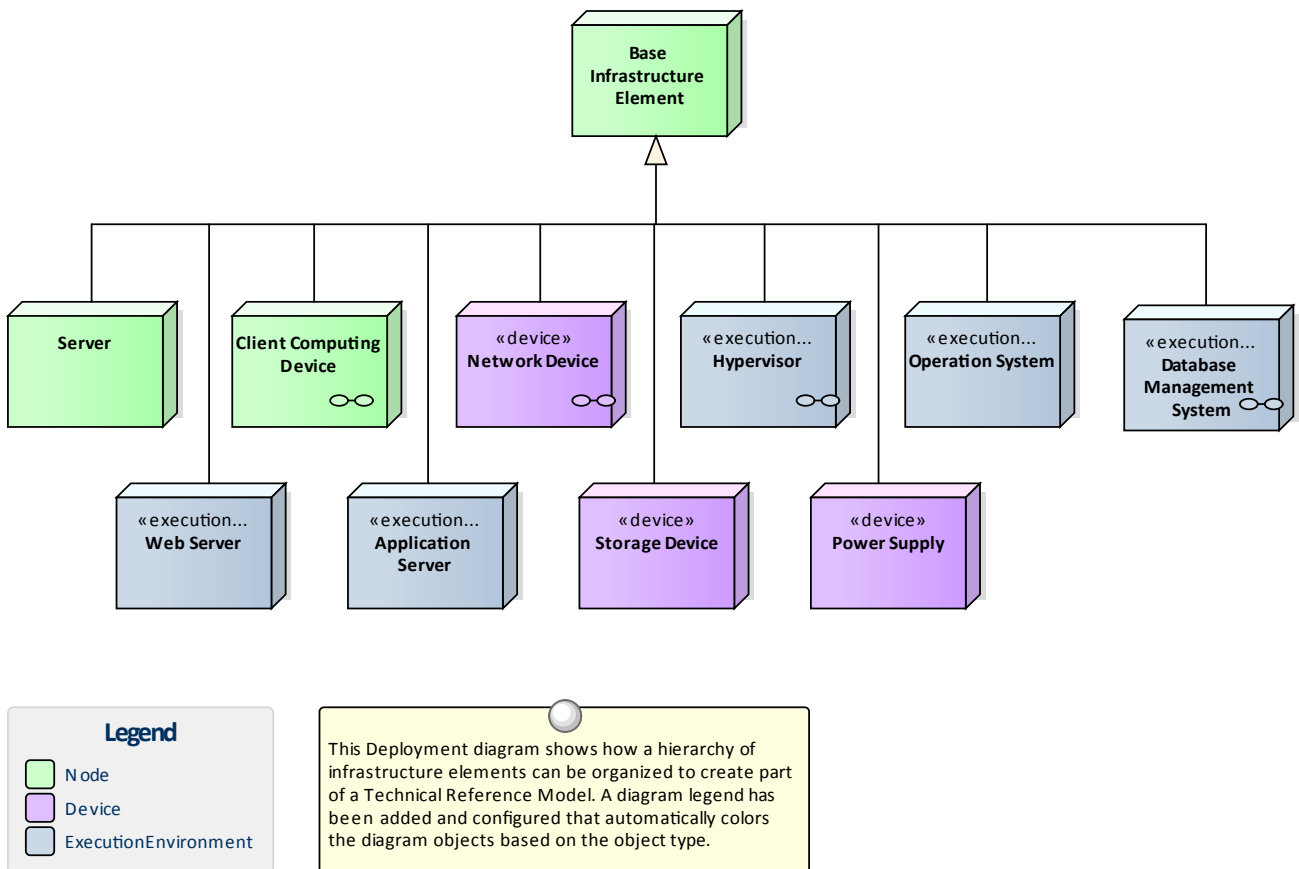 Base
Infrastructure
Element
Server
Client Computing
Device
«device»
Network Device
«execution...
Hypervisor
«execution...
Operation System
«execution...
Database
Management
System
«execution...
Web Server
«execution...
Application
Server
«device»
Storage Device
«device»
Power Supply
Legend
Node
Device
ExecutionEnvironment
This Deployment diagram shows how a hierarchy of
infrastructure elements can be organized to create part
of a Technical Reference Model. A diagram legend has
been added and configured that automatically colors
the diagram objects based on the object type.